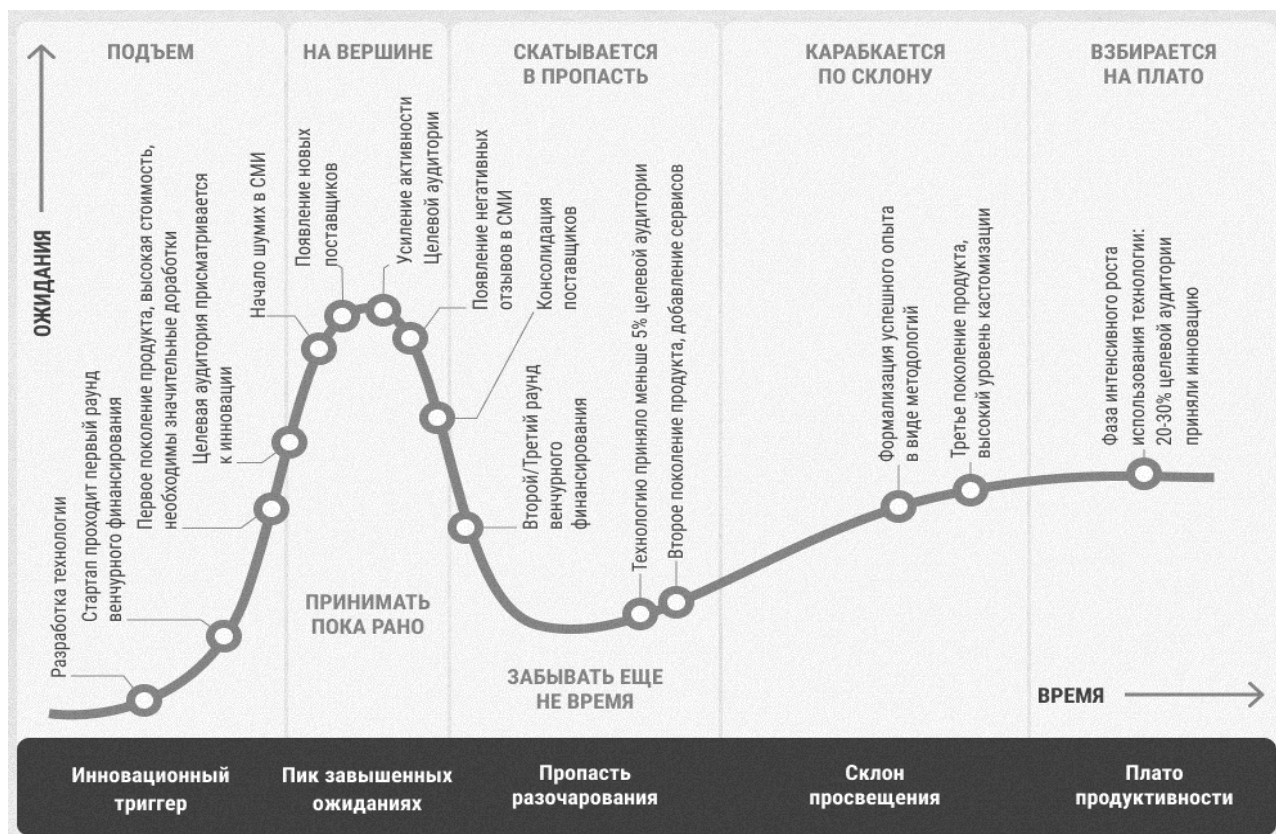 ПОДЪЕМ
НА ВЕРШИНЕ
СКАТЫВАЕТСЯ
В ПРОПАСТЬ
КАРАБКАЕТСЯ
ПО СКЛОНУ
ВЗБИРАЕТСЯ
НА ПЛАТО
ОЖИДАНИЯ
Разработка технологии
Стартап проходит первый раунд
венчурного финансирования
Первое поколение продукта, высокая стоимость,
необходимы значительные доработки
Целевая аудитория присматривается
к инновации
Начало шумих в СМИ
Появление новых
поставщиков
Усиление активности
Целевой аудитории
Появление негативных
отзывов в СМИ
Консолидация
поставщиков
Второй/Третий раунд
венчурного
финансирования
Технологию приняло меньше 5% целевой аудитории
Второе поколение продукта, добавление сервисов
Формализация успешного опыта
в виде методологий
Третье поколение продукта,
высокий уровень кастомизации
Фаза интенсивного роста
использования технологии:
20-30% целевой аудитории
приняли инновацию
ПРИНИМАТЬ
ПОКА РАНО
ЗАБЫВАТЬ ЕЩЕ
НЕ ВРЕМЯ
ВРЕМЯ
Инновационный
триггер
Пик завышенных
ожиданиях
Пропасть
разочарования
Склон
просвещения
Плато
продуктивности